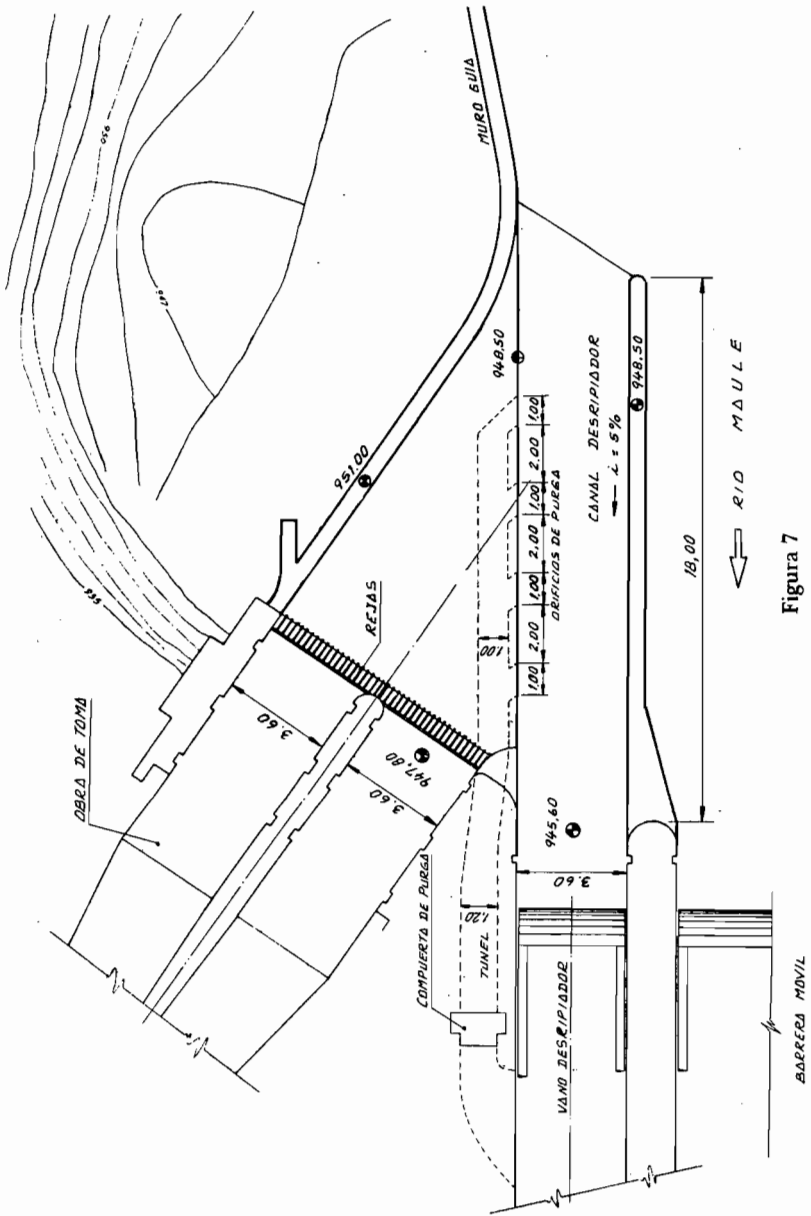 950
947
955
MURO GUIA
951.00
948,50
REJAS
OBRA DE TOMA
3.60
3.60
947.80
1.00
1.00
2.00
1.00
2.00
1.00
2.00
1.00
ORIFICIOS DE PURGA
CANAL DESRIPIADOR
i = 5%
948.50
18,00
RIO MAULE
945,60
3.60
COMPUERTA DE PURGA
1.20
TUNEL
VANO DESRIPIADOR
BARRERA MOVIL
Figura 7